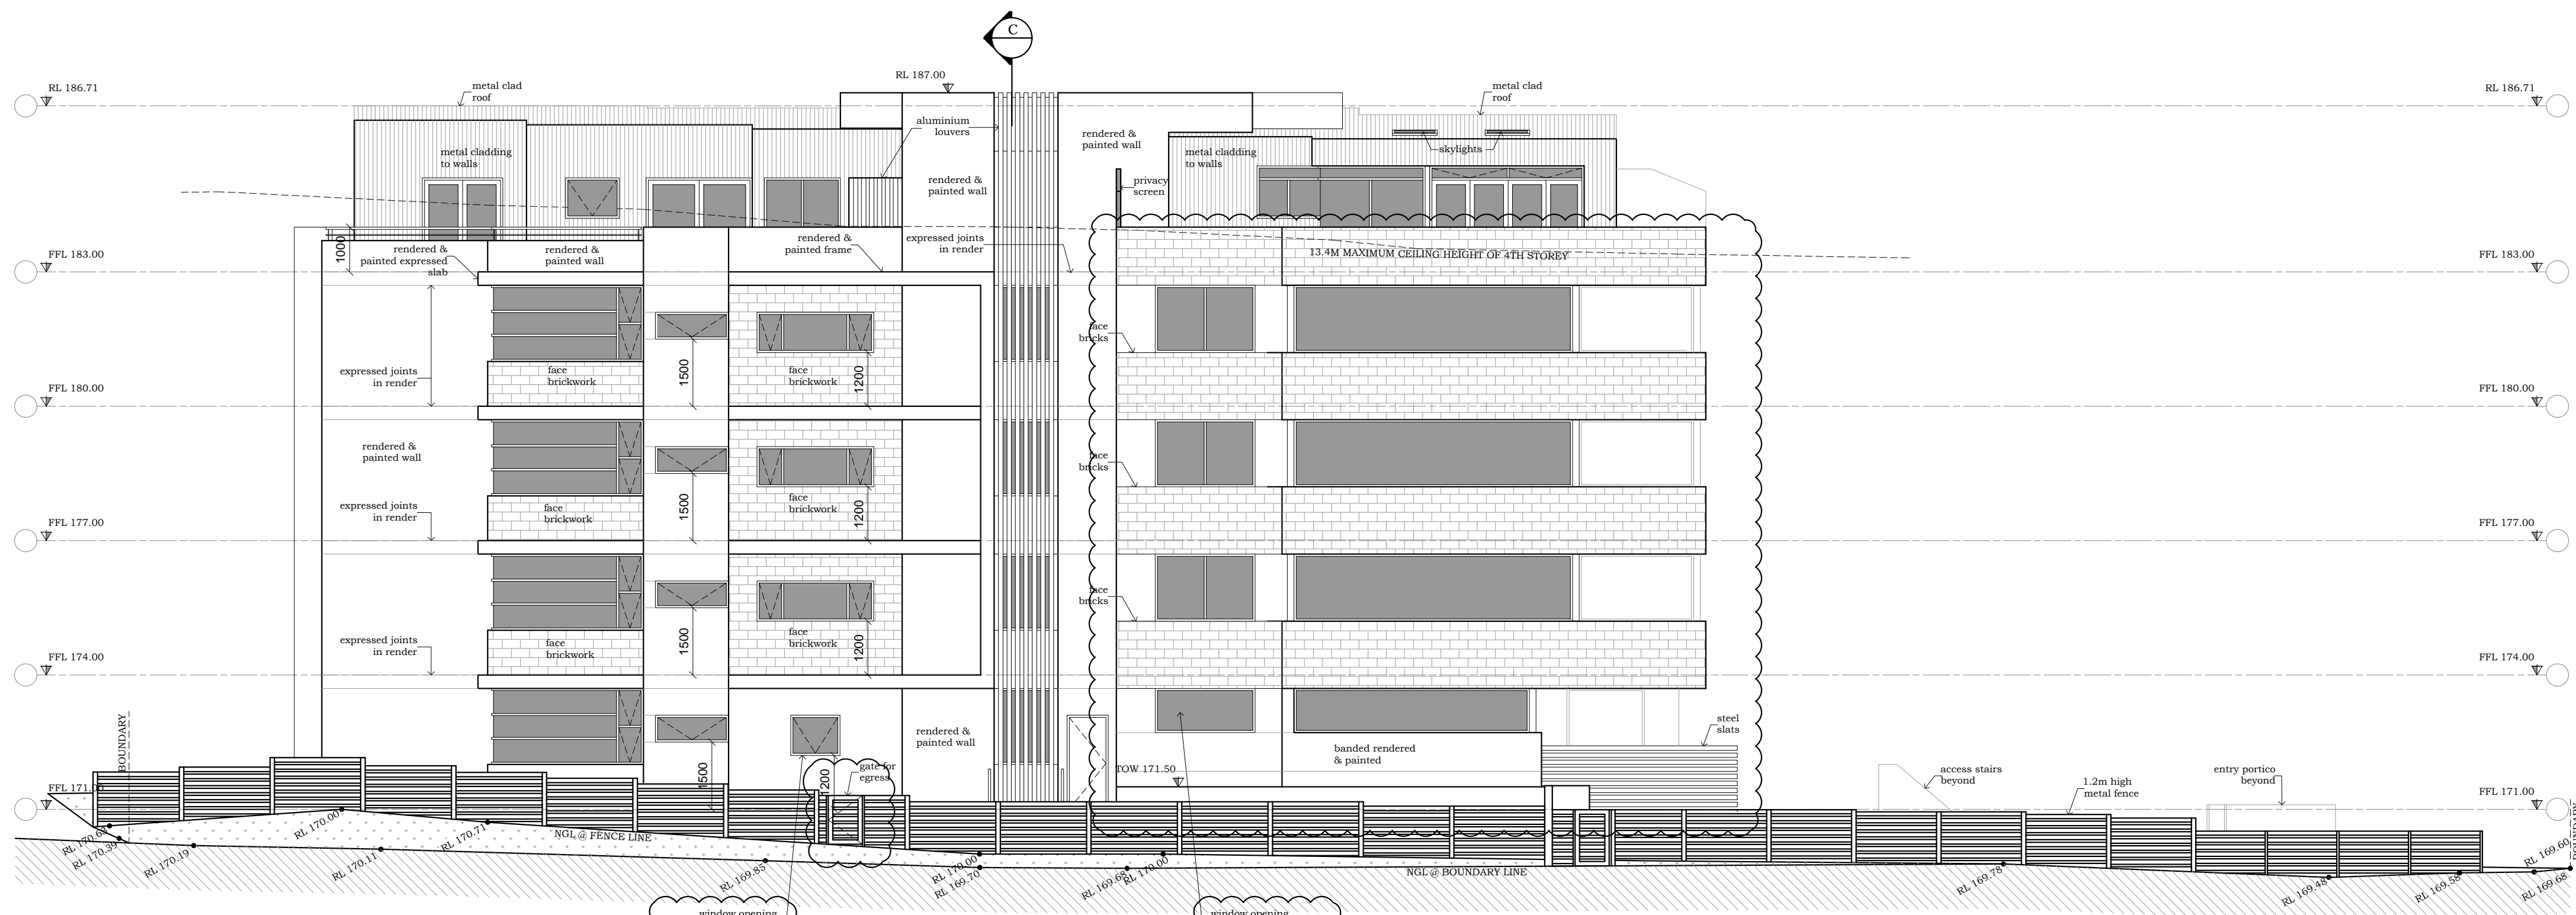 C
RL 187.00
RL 186.71
metal clad
roof
metal clad
roof
RL 186.71
aluminium
louvers
rendered &
painted wall
skylights
metal cladding
to walls
metal cladding
to walls
rendered &
painted wall
privacy
screen
1000
rendered &
painted expressed
slab
rendered &
painted wall
rendered &
painted frame
expressed joints
in render
13.4M MAXIMUM CEILING HEIGHT OF 4TH STOREY
FFL 183.00
FFL 183.00
face
bricks
expressed joints
in render
face
brickwork
1500
face
brickwork
1200
FFL 180.00
FFL 180.00
rendered &
painted wall
face
bricks
expressed joints
in render
face
brickwork
1500
face
brickwork
1200
FFL 177.00
FFL 177.00
face
bricks
expressed joints
in render
face
brickwork
1500
face
brickwork
1200
FFL 174.00
FFL 174.00
BOUNDARY
rendered &
painted wall
steel
slats
banded rendered
& painted
1500
1200
gate for
egress
TOW 171.50
access stairs
beyond
1.2m high
metal fence
entry portico
beyond
FFL 171.00
FFL 171.00
BOUNDARY
NGL @ FENCE LINE
NGL @ BOUNDARY LINE
RL 170.39
RL 170.19
RL 170.00
RL 170.11
RL 170.71
RL 169.85
RL 170.00
RL 169.70
RL 169.68
RL 170.00
RL 169.78
RL 169.48
RL 169.58
RL 169.60
RL 169.68
window opening
window opening